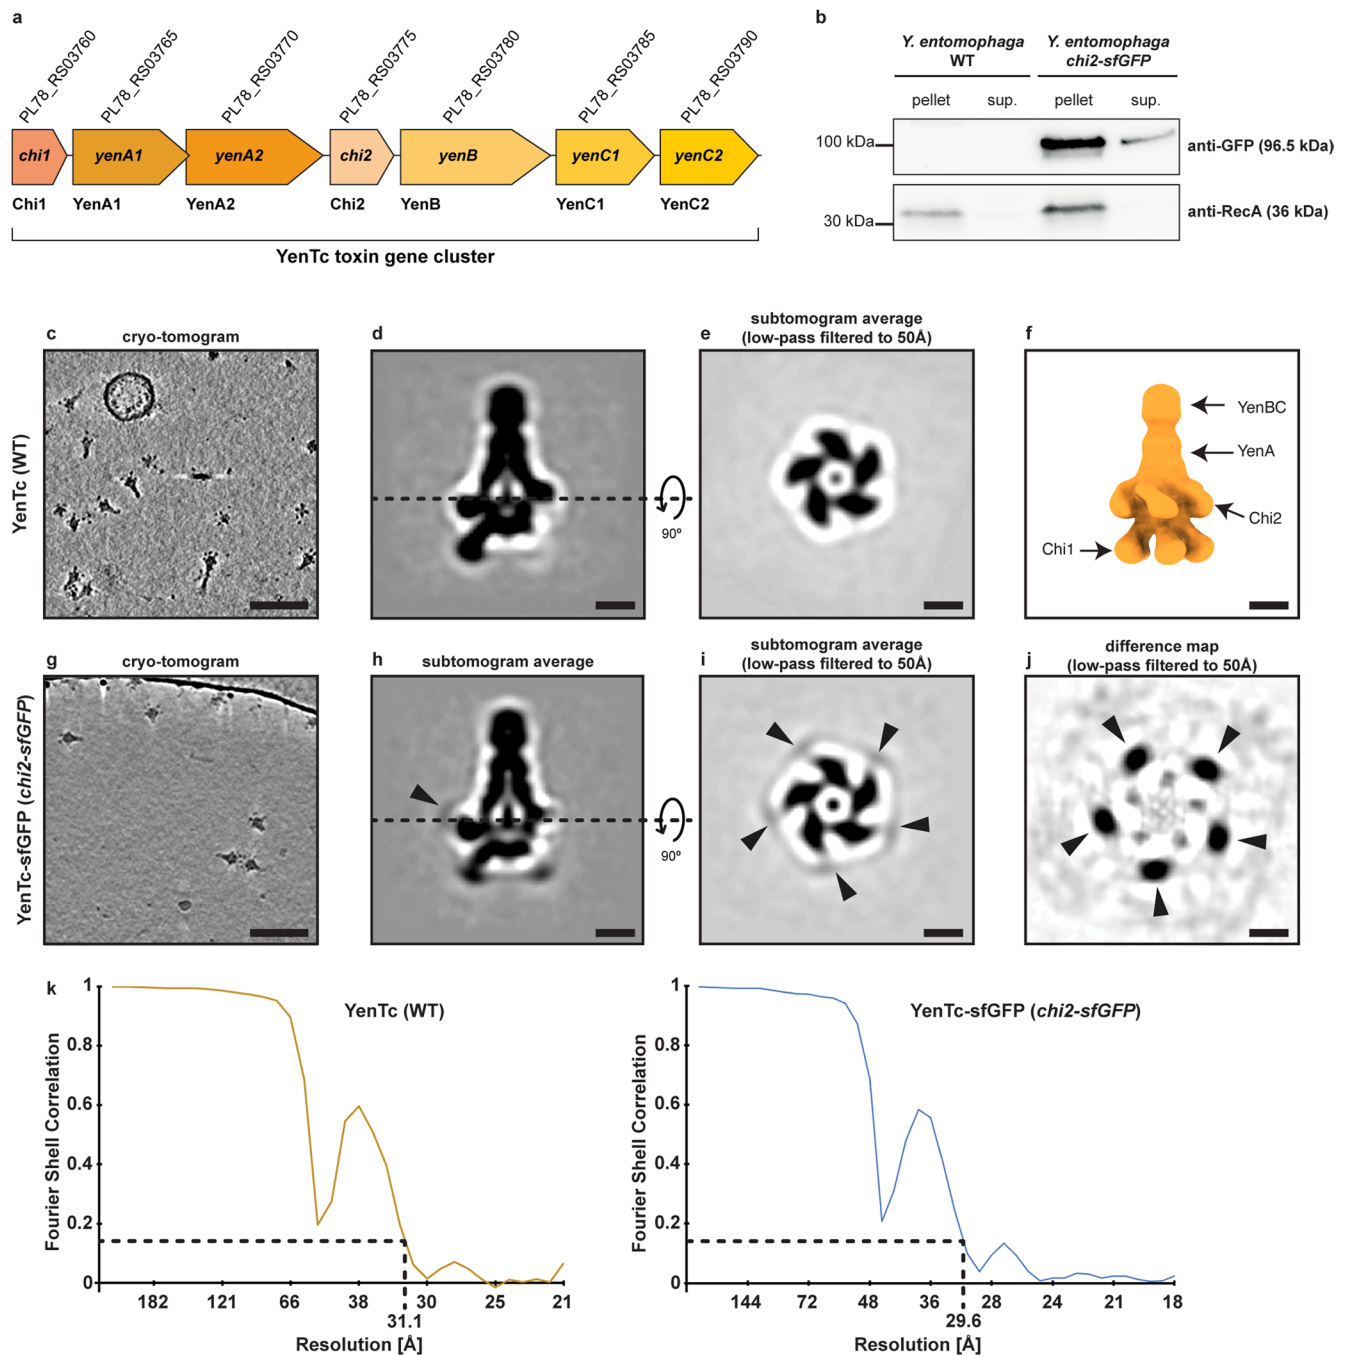 a
PL78_RS03760
PL78_RS03765
PL78_RS03770
PL78_RS03775
PL78_RS03780
PL78_RS03785
PL78_RS03790
chi1
yenA1
yenA2
chi2
yenB
yenC1
yenC2
Chi1
YenA1
YenA2
Chi2
YenB
YenC1
YenC2
YenTc toxin gene cluster
b
Y. entomophaga
WT
Y. entomophaga
chi2-sfGFP
pellet
sup.
pellet
sup.
100 kDa
anti-GFP (96.5 kDa)
30 kDa
anti-RecA (36 kDa)
YenTc (WT)
c
cryo-tomogram
d
90º
e
subtomogram average
(low-pass filtered to 50Å)
f
YenBC
YenA
Chi2
Chi1
YenTc-sfGFP (chi2-sfGFP)
g
cryo-tomogram
h
subtomogram average
90º
i
subtomogram average
(low-pass filtered to 50Å)
j
difference map
(low-pass filtered to 50Å)
k
YenTc (WT)
Fourier Shell Correlation
1
0.8
0.6
0.4
0.2
0
182
121
66
38
30
25
21
31.1
Resolution [Å]
YenTc-sfGFP (chi2-sfGFP)
Fourier Shell Correlation
1
0.8
0.6
0.4
0.2
0
144
72
48
36
28
24
21
18
29.6
Resolution [Å]